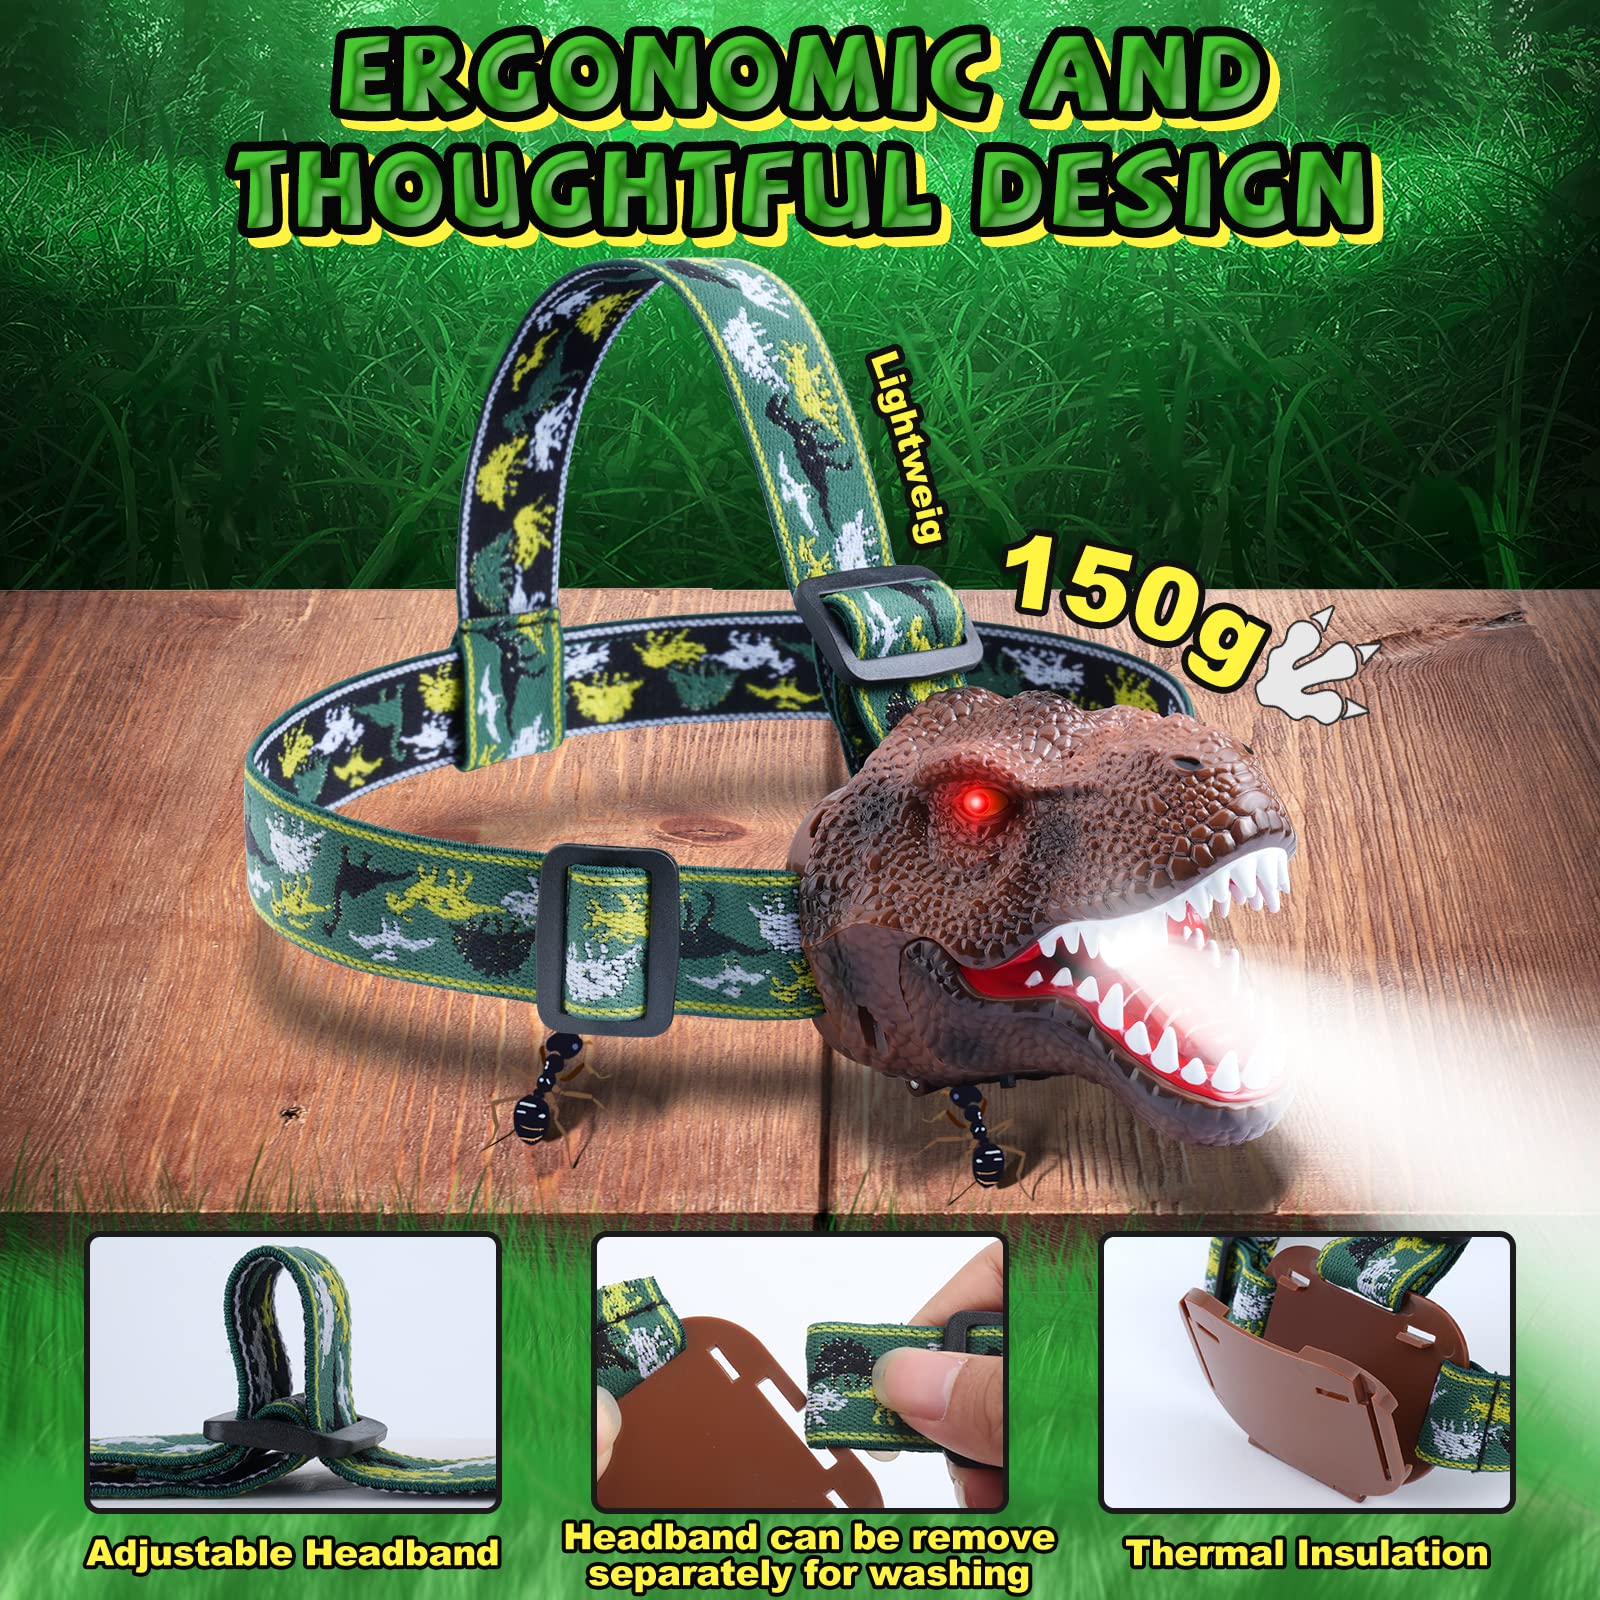 ERGONOMIC AND
THOUGHTFUL DESIGN
Lightweig
150g
Adjustable Headband
Headband can be remove
separately for washing
Thermal Insulation